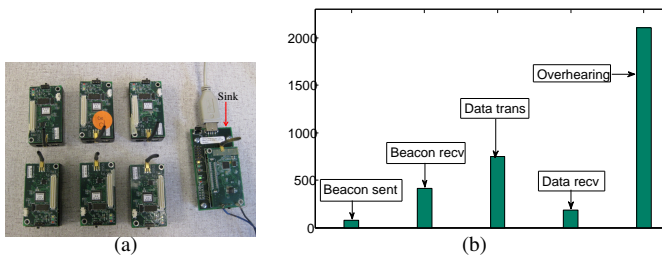 Sink
(a)
2000
1500
1000
500
0
Beacon sent
Beacon recv
Data trans
Data recv
Overhearing
(b)